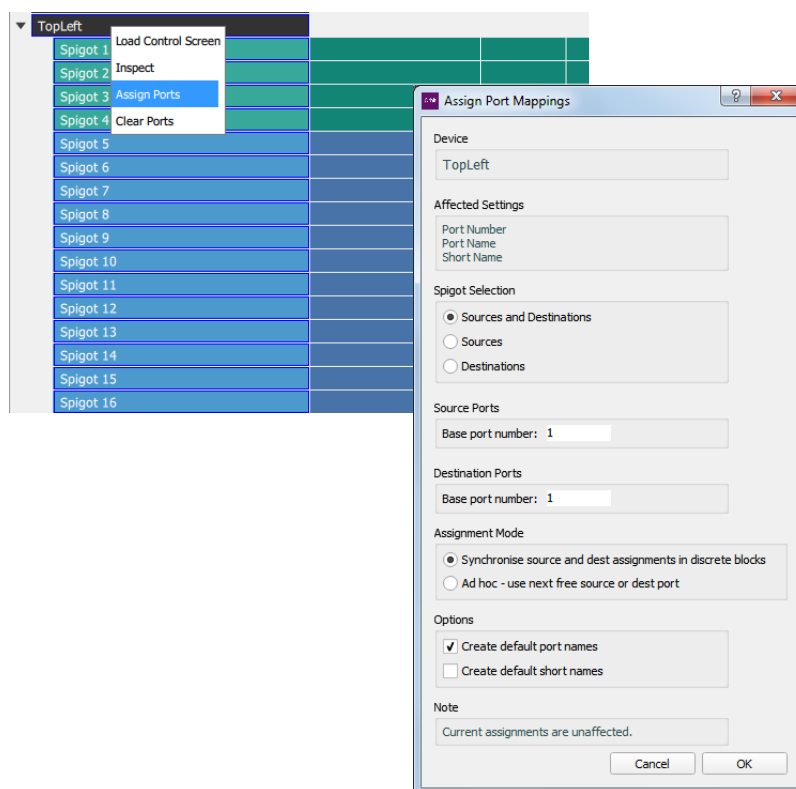 TopLeft
Load Control Screen
Inspect
Assign Ports
Clear Ports
Spigot 1
Spigot 2
Spigot 3
Spigot 4
Spigot 5
Spigot 6
Spigot 7
Spigot 8
Spigot 9
Spigot 10
Spigot 11
Spigot 12
Spigot 13
Spigot 14
Spigot 15
Spigot 16
Assign Port Mappings
?
Device
TopLeft
Affected Settings
Port Number
Port Name
Short Name
Spigot Selection
Sources and Destinations
Sources
Destinations
Source Ports
Base port number: 1
Destination Ports
Base port number: 1
Assignment Mode
Synchronise source and dest assignments in discrete blocks
Ad hoc - use next free source or dest port
Options
Create default port names
Create default short names
Note
Current assignments are unaffected.
Cancel OK